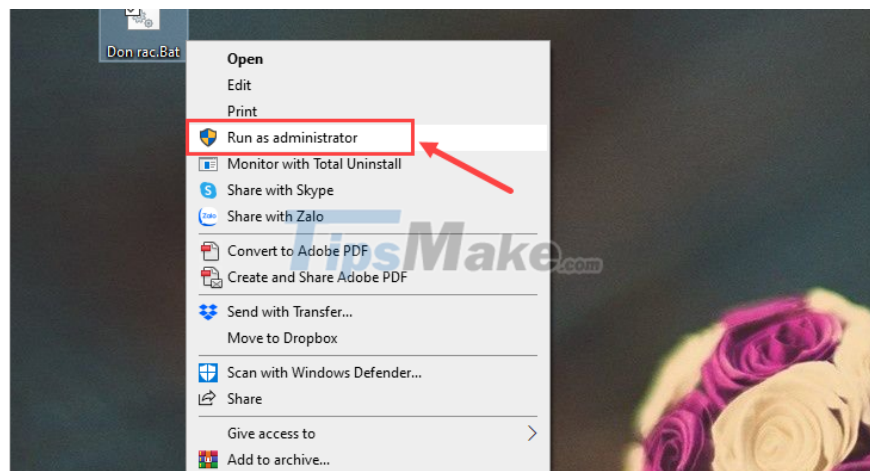 Don rac.Bat
Open
Edit
Print
Run as administrator
Monitor with Total Uninstall
Share with Skype
Share with Zalo
TipsMake.com
Convert to Adobe PDF
Create and Share Adobe PDF
Send with Transfer...
Move to Dropbox
Scan with Windows Defender...
Share
Give access to
Add to archive...